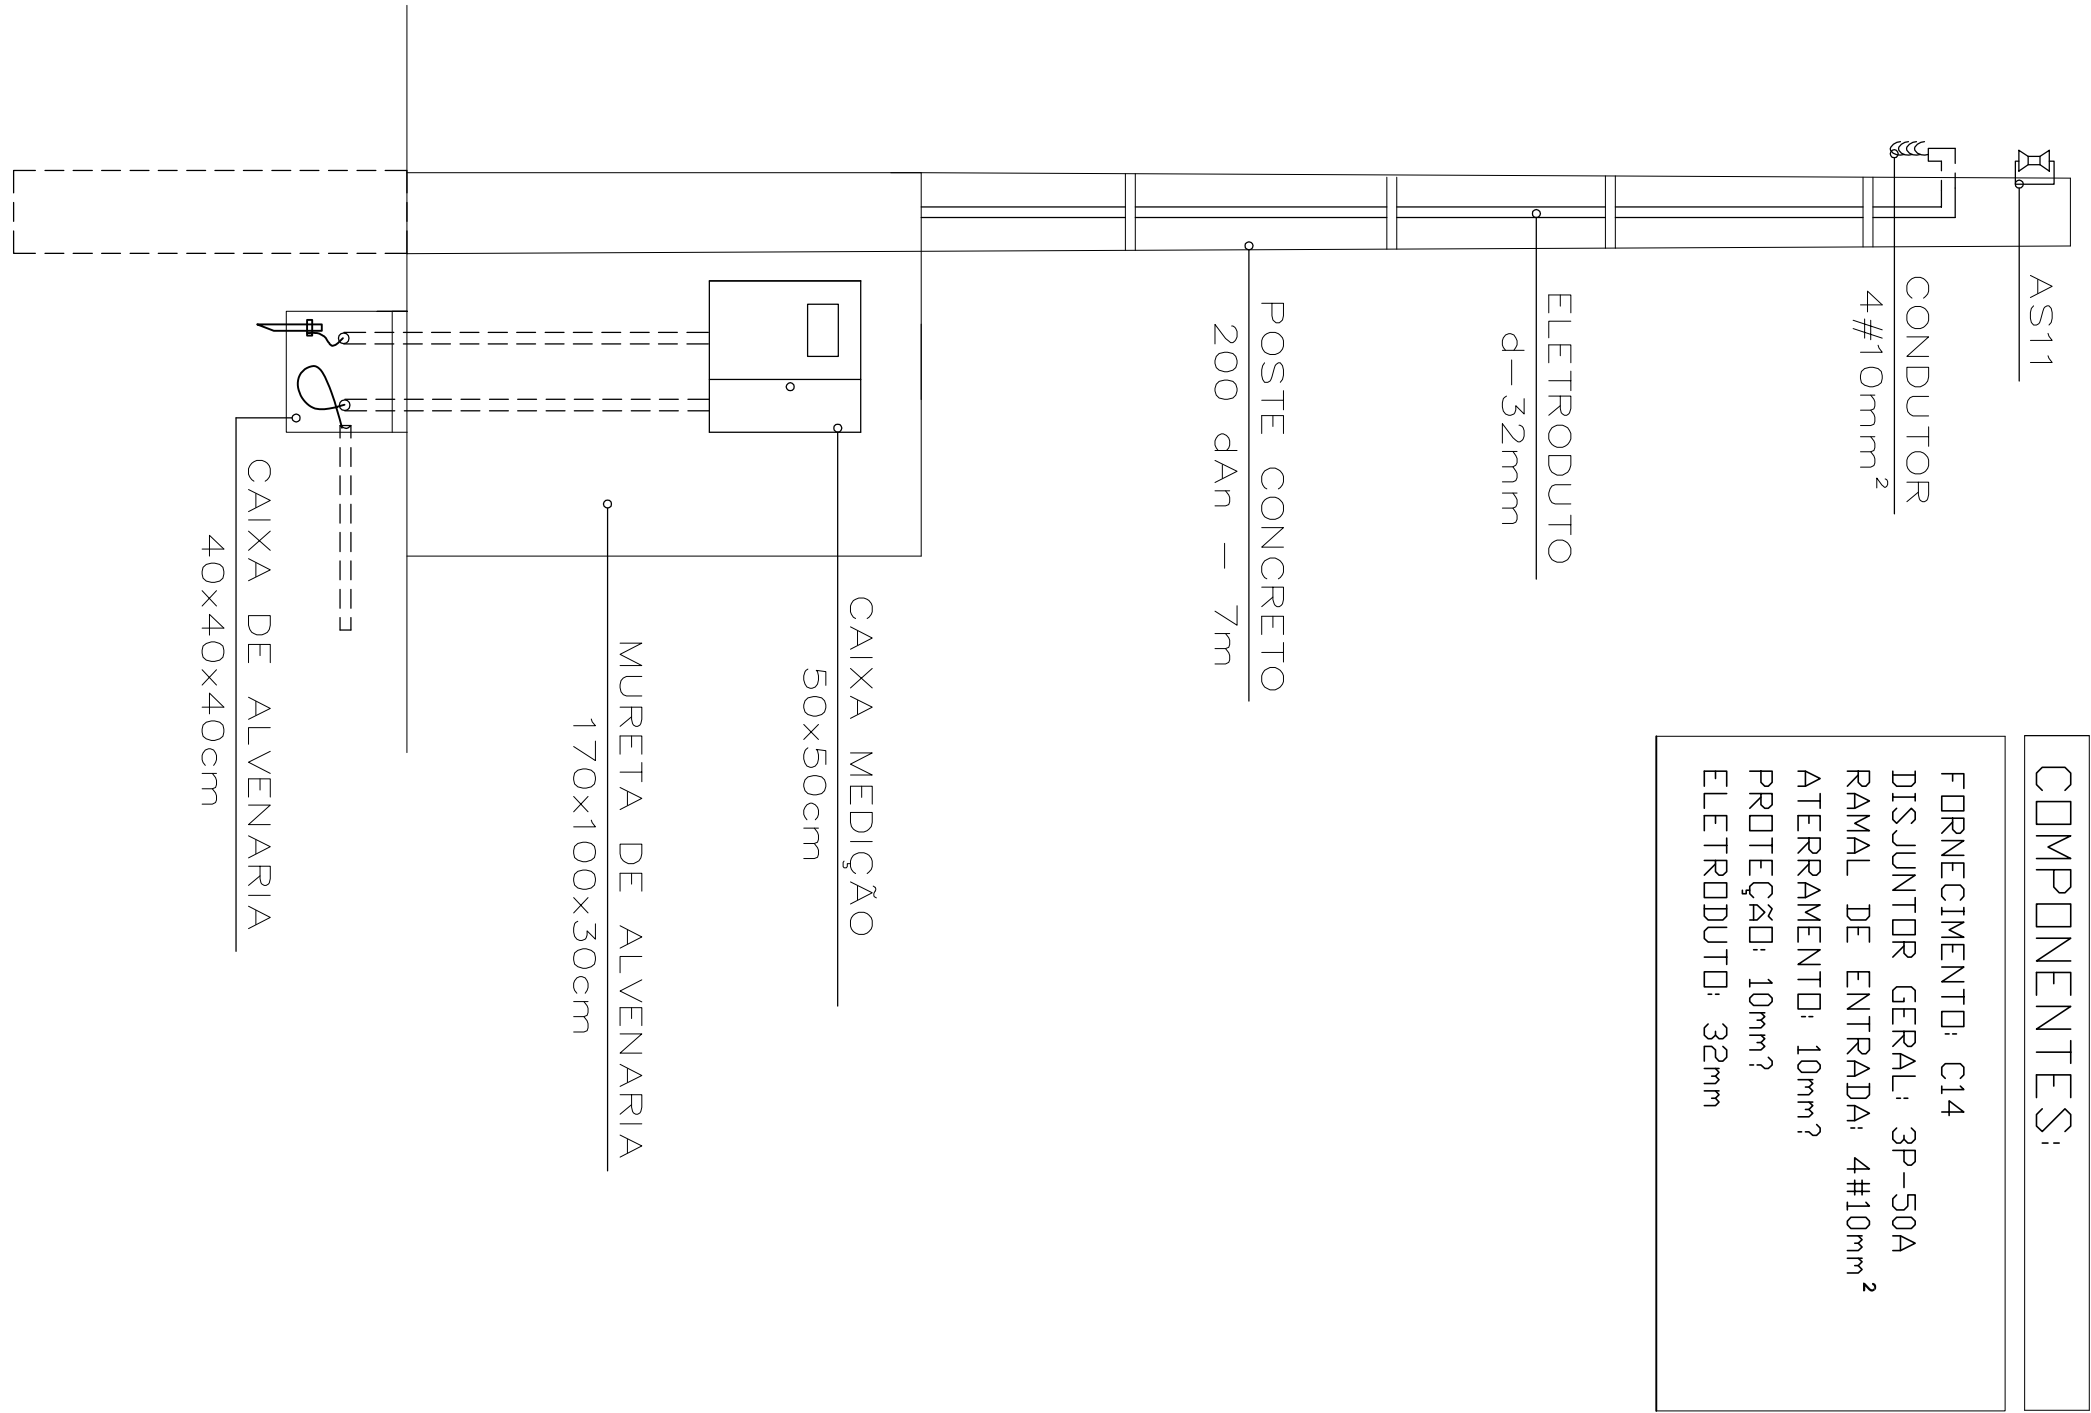 COMPONENTES:
FORNECIMENTO: C14
DISJUNTOR GERAL: 3P-50A
RAMAL DE ENTRADA: 4#10mm²
ATERRAMENTO: 10mm?
PROTEÇÃO: 10mm?
ELETRODUTO: 32mm
AS11
CONDUTOR
4#10mm²
ELETRODUTO
d-32mm
POSTE CONCRETO
200 dAn - 7m
CAIXA MEDIÇÃO
50x50cm
MURETA DE ALVENARIA
170x100x30cm
CAIXA DE ALVENARIA
40x40x40cm